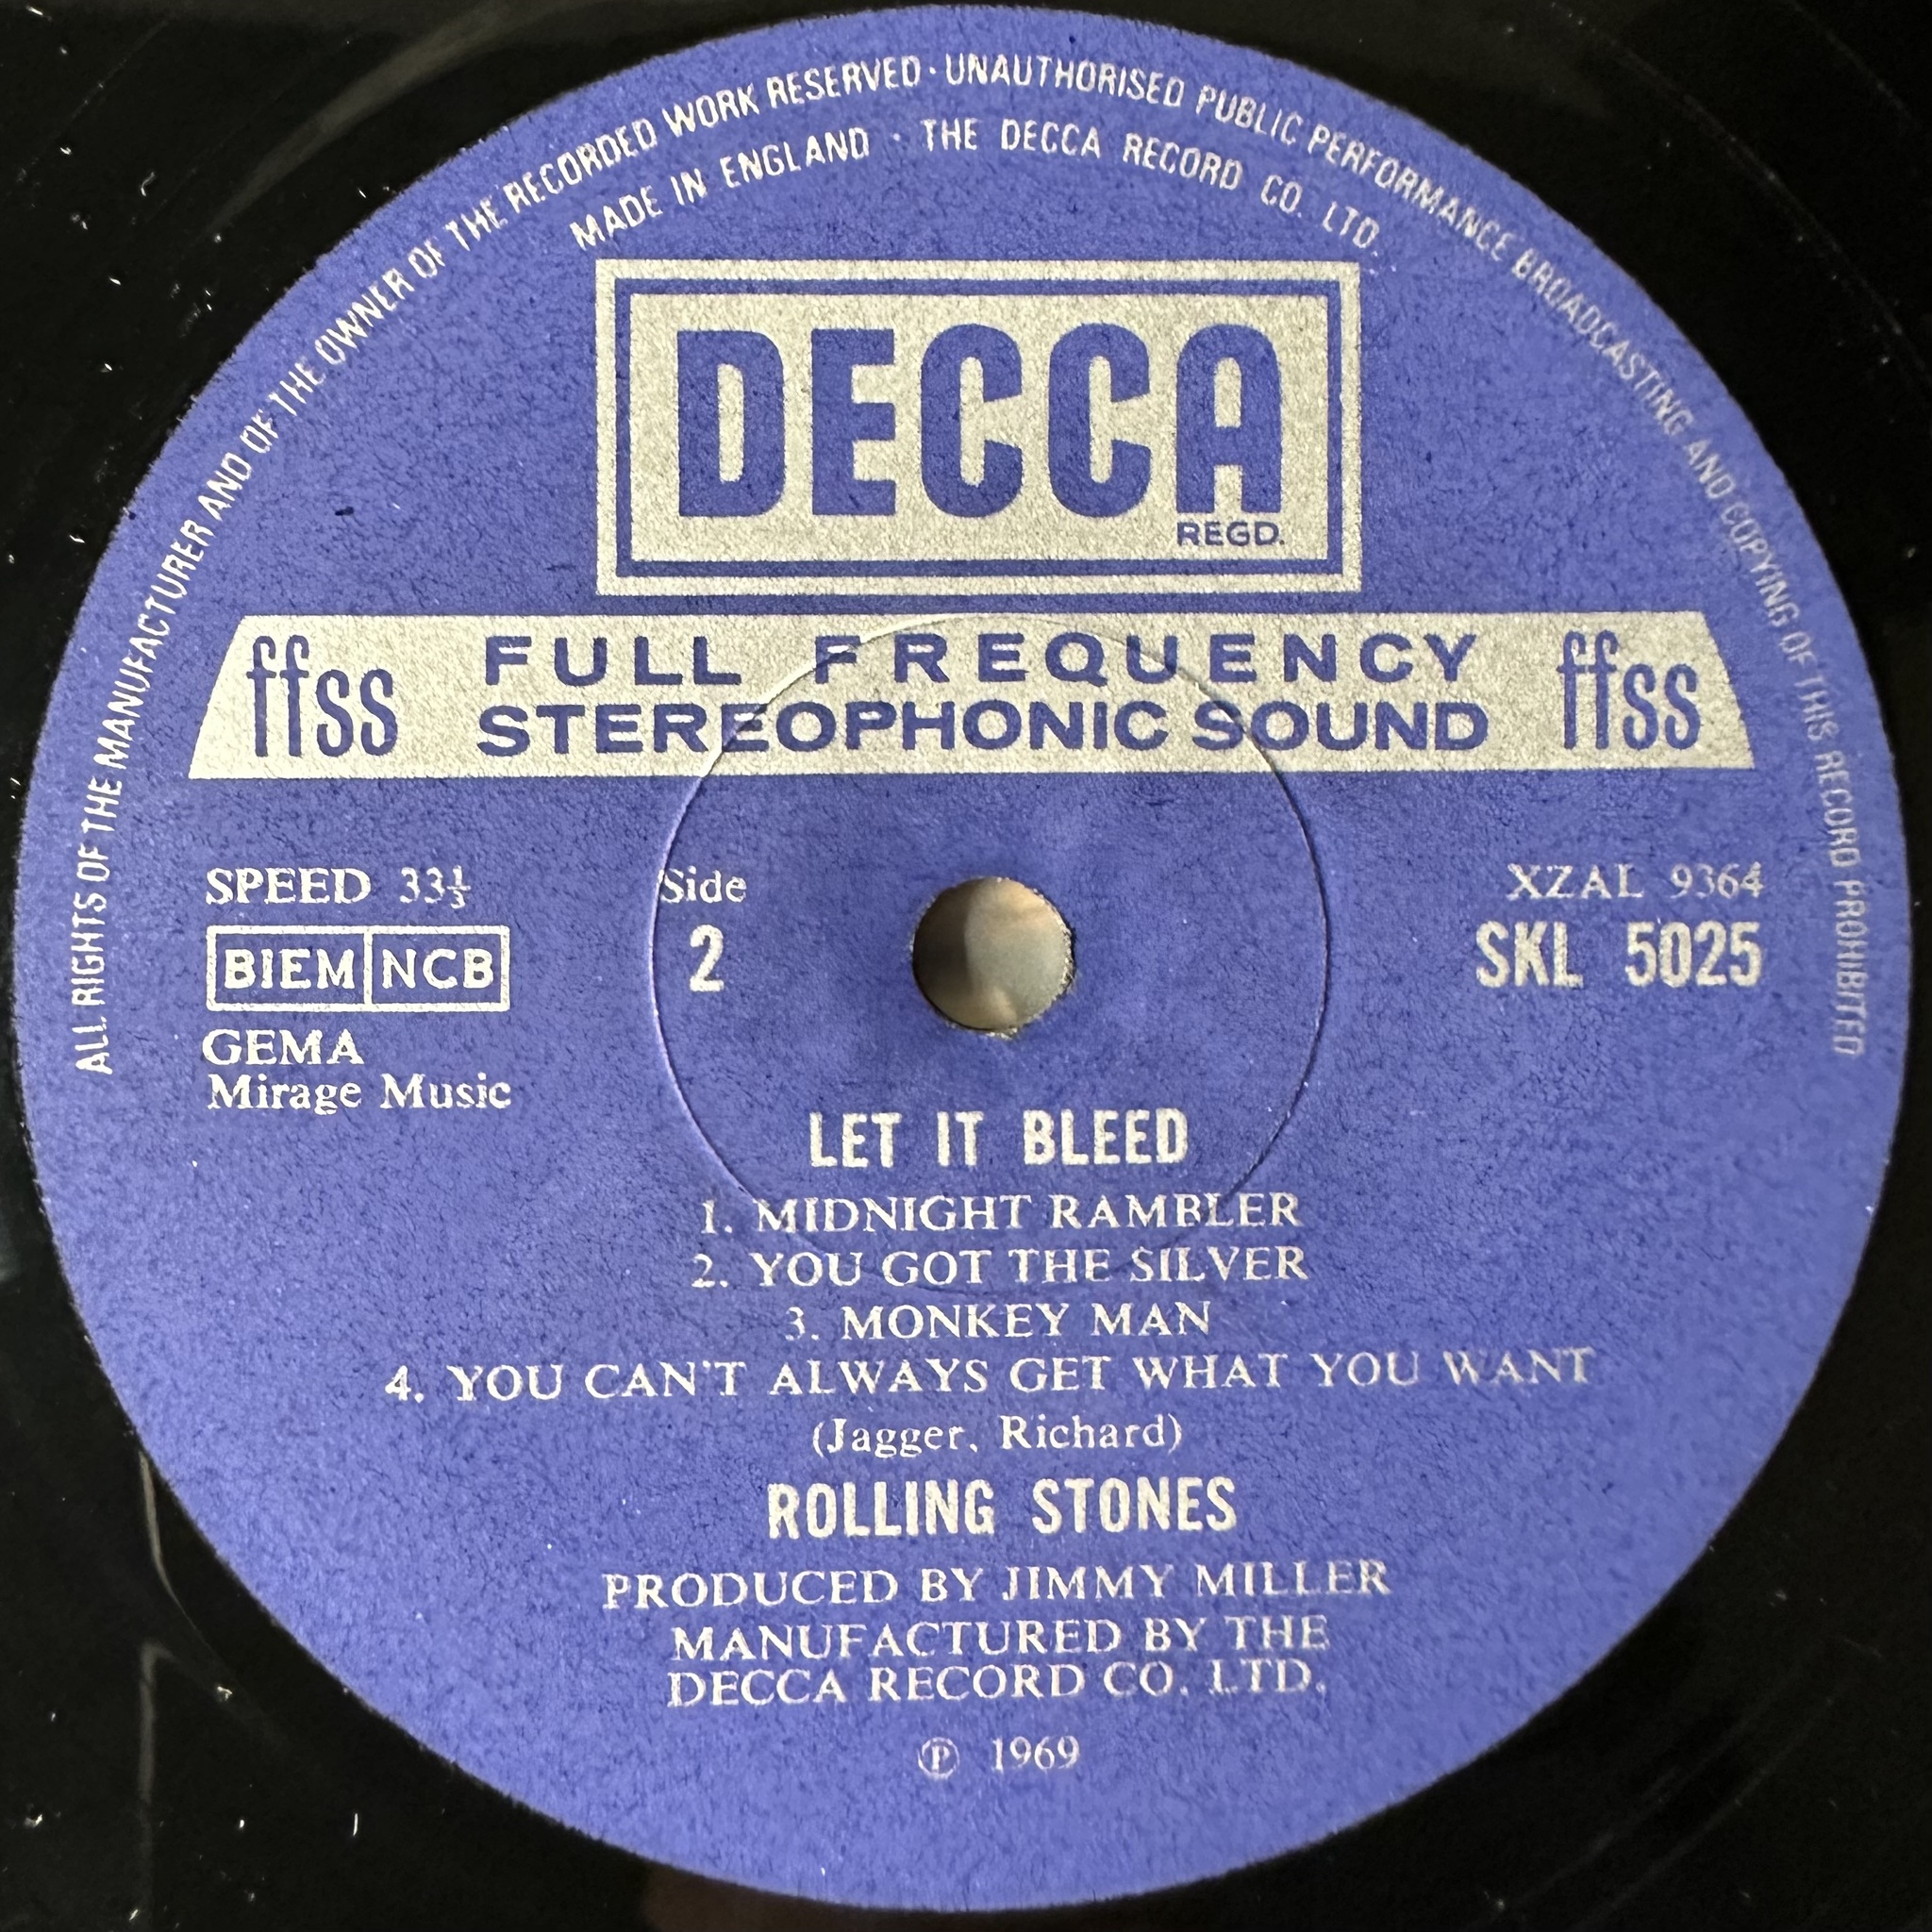 ALL RIGHTS OF THE MANUFACTURER AND OF THE OWNER OF THE RECORDED WORK RESERVED · UNAUTHORISED PUBLIC PERFORMANCE BROADCASTING AND COPYING OF THIS RECORD PROHIBITED
MADE IN ENGLAND · THE DECCA RECORD CO. LTD.
DECCA
REGD.
ffss FULL FREQUENCY ffss
STEREOPHONIC SOUND
SPEED 33⅓ Side XZAL 9364
BIEM NCB 2 SKL 5025
GEMA
Mirage Music
LET IT BLEED
1. MIDNIGHT RAMBLER
2. YOU GOT THE SILVER
3. MONKEY MAN
4. YOU CAN'T ALWAYS GET WHAT YOU WANT
(Jagger, Richard)
ROLLING STONES
PRODUCED BY JIMMY MILLER
MANUFACTURED BY THE
DECCA RECORD CO. LTD.
℗ 1969